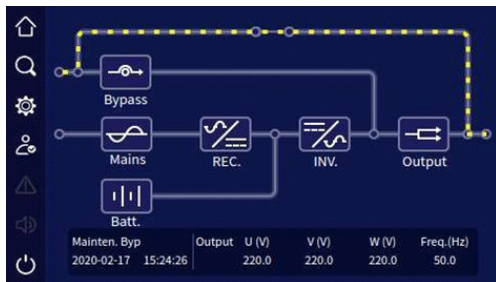 Bypass
Mains
REC.
INV.
Output
Batt.
Mainten. Byp
Output U (V) V (V) W (V) Freq.(Hz)
2020-02-17 15:24:26 220.0 220.0 220.0 50.0